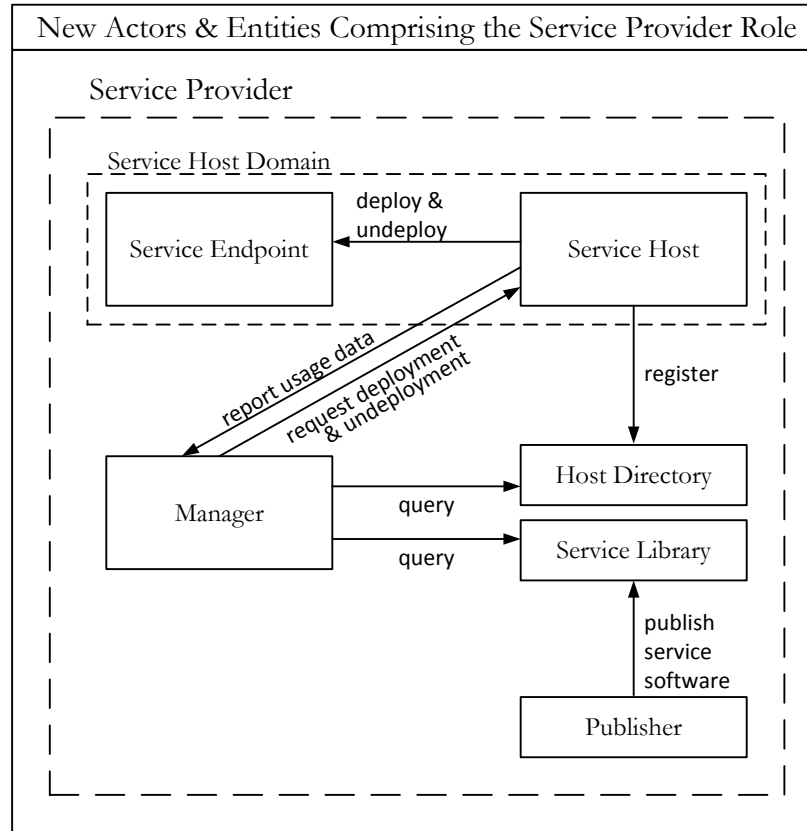 New Actors & Entities Comprising the Service Provider Role
Service Provider
Service Host Domain
Service Endpoint
deploy &
undeploy
Service Host
report usage data
request deployment
& undeployment
register
Manager
query
Host Directory
query
Service Library
publish
service
software
Publisher